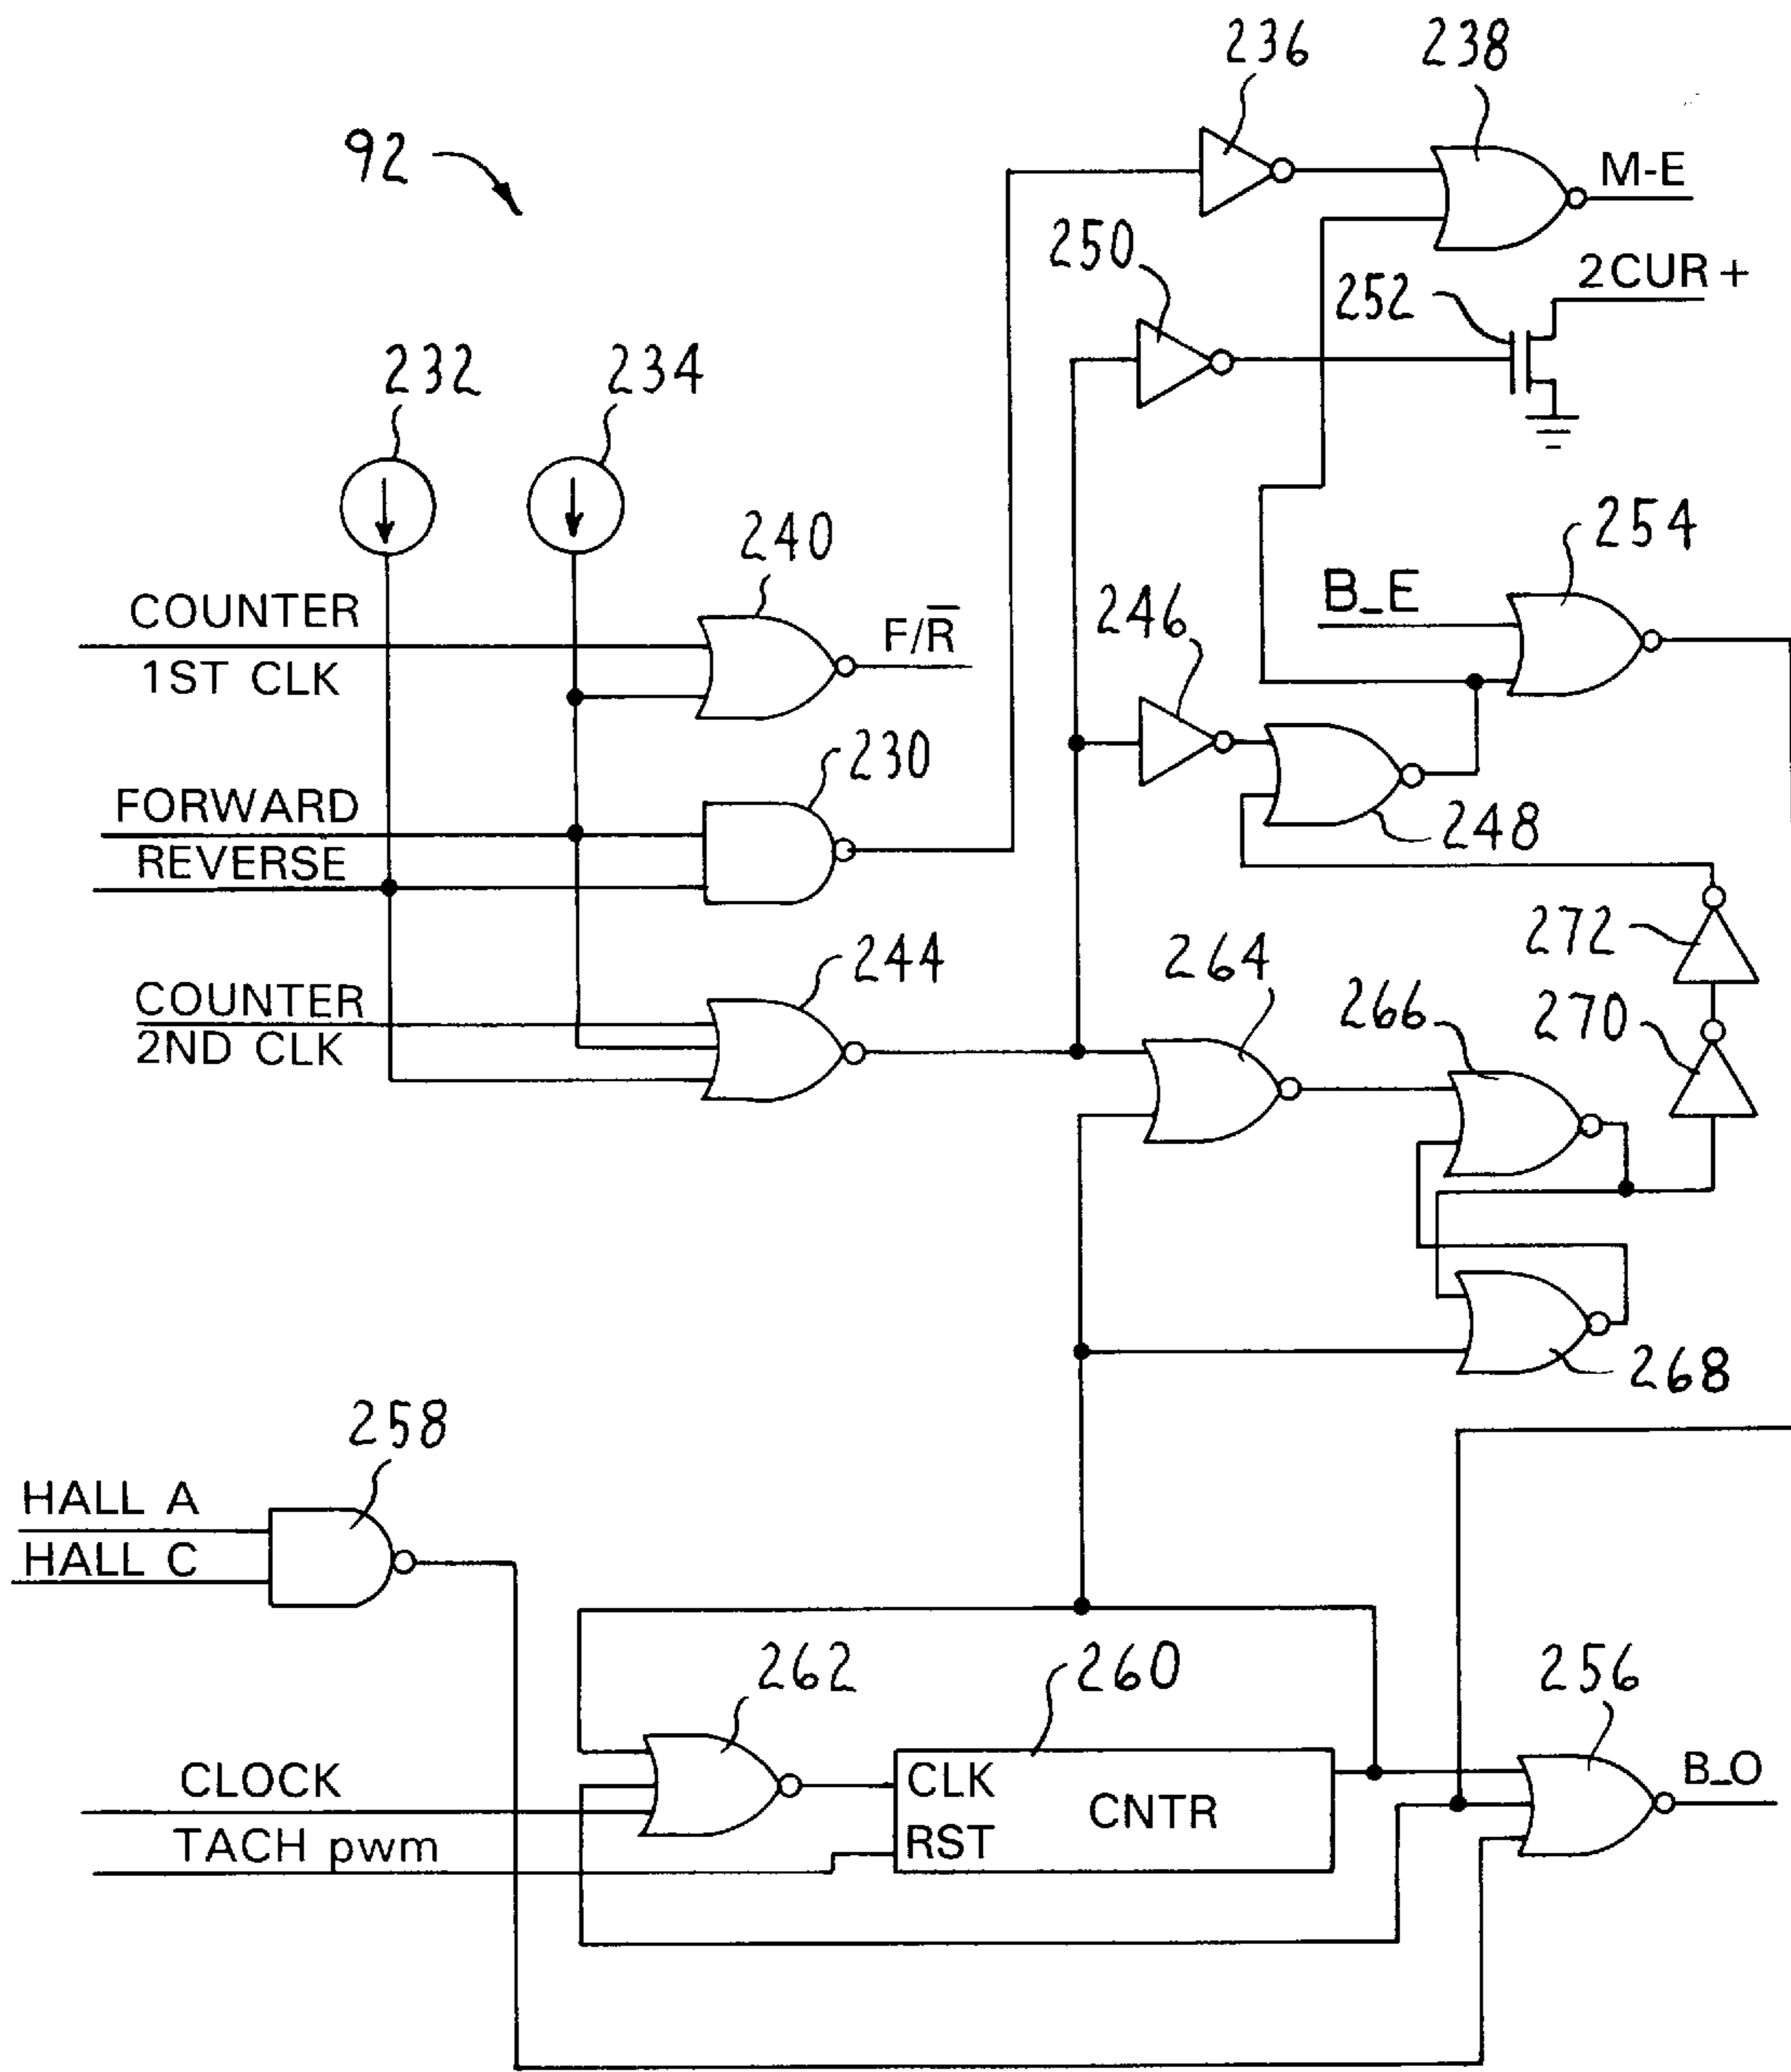 236
238
92
M-E
250
2CUR +
252
232
234
240
254
COUNTER
F/R̅
B_E
246
1ST CLK
230
FORWARD
248
REVERSE
272
244
264
COUNTER
266
270
2ND CLK
268
258
HALL A
HALL C
262
260
256
CLOCK
CLK
CNTR
B_O
TACH pwm
RST